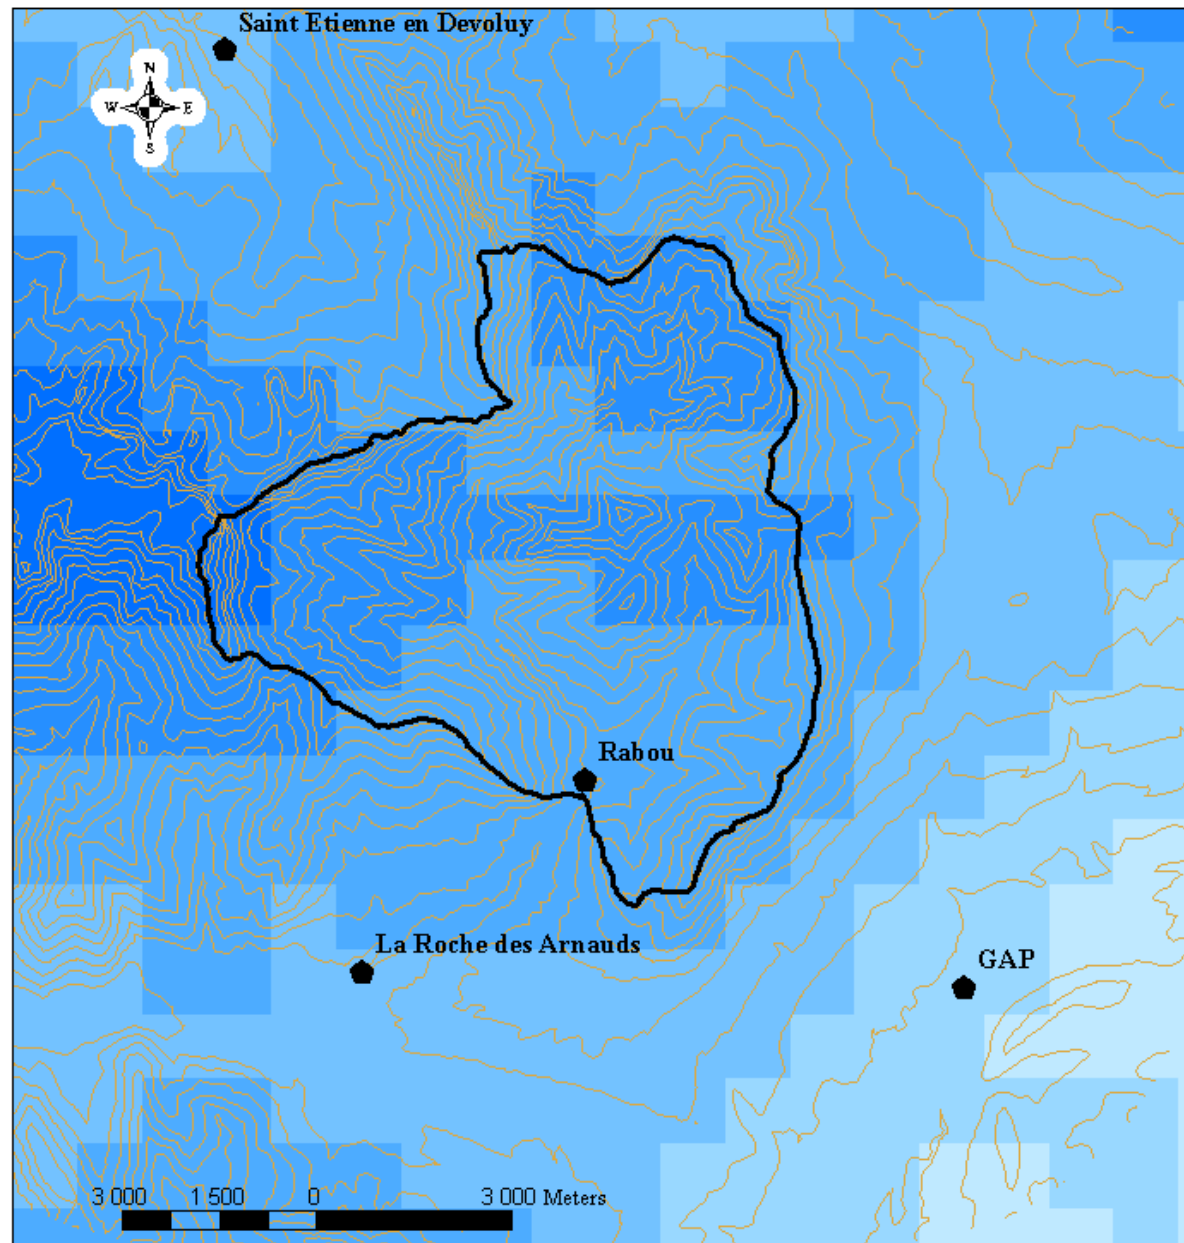 Saint Etienne en Devoluy
N
W E
S
Rabou
La Roche des Arnauds
GAP
3 000 1 500 0 3 000 Meters